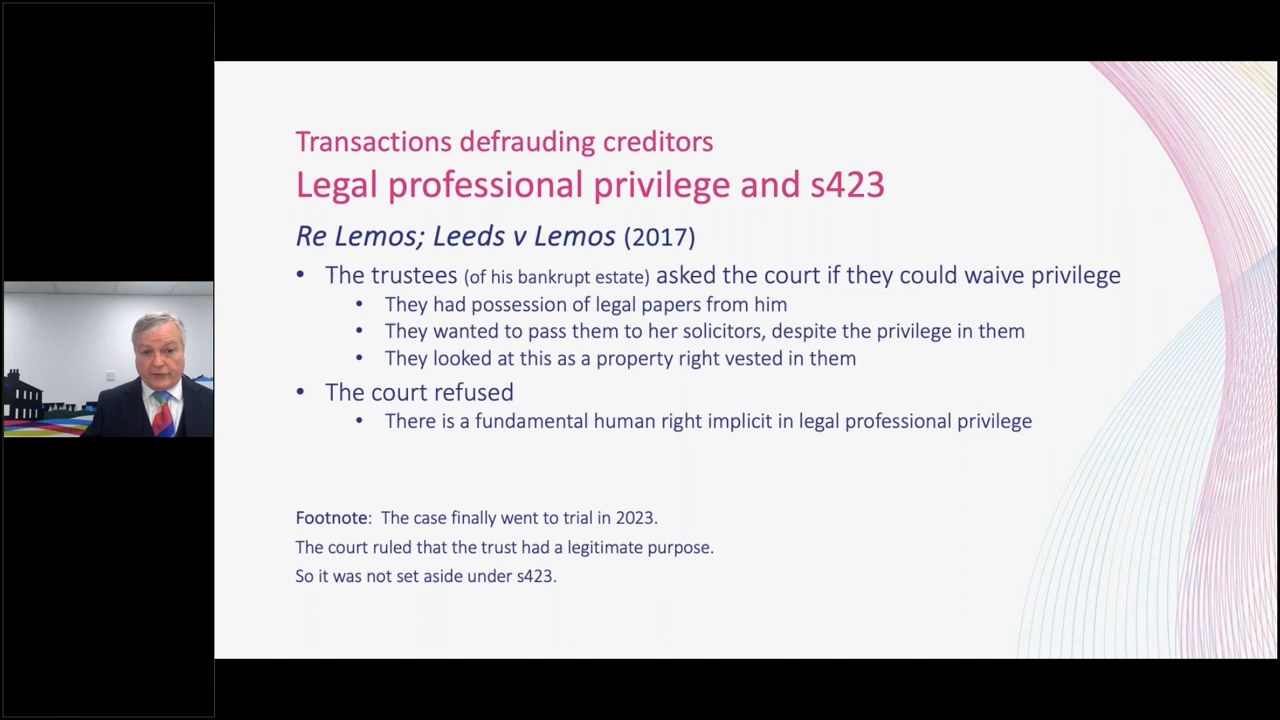 Transactions defrauding creditors
Legal professional privilege and s423
Re Lemos; Leeds v Lemos (2017)
• The trustees (of his bankrupt estate) asked the court if they could waive privilege
• They had possession of legal papers from him
• They wanted to pass them to her solicitors, despite the privilege in them
• They looked at this as a property right vested in them
• The court refused
• There is a fundamental human right implicit in legal professional privilege
Footnote: The case finally went to trial in 2023.
The court ruled that the trust had a legitimate purpose.
So it was not set aside under s423.